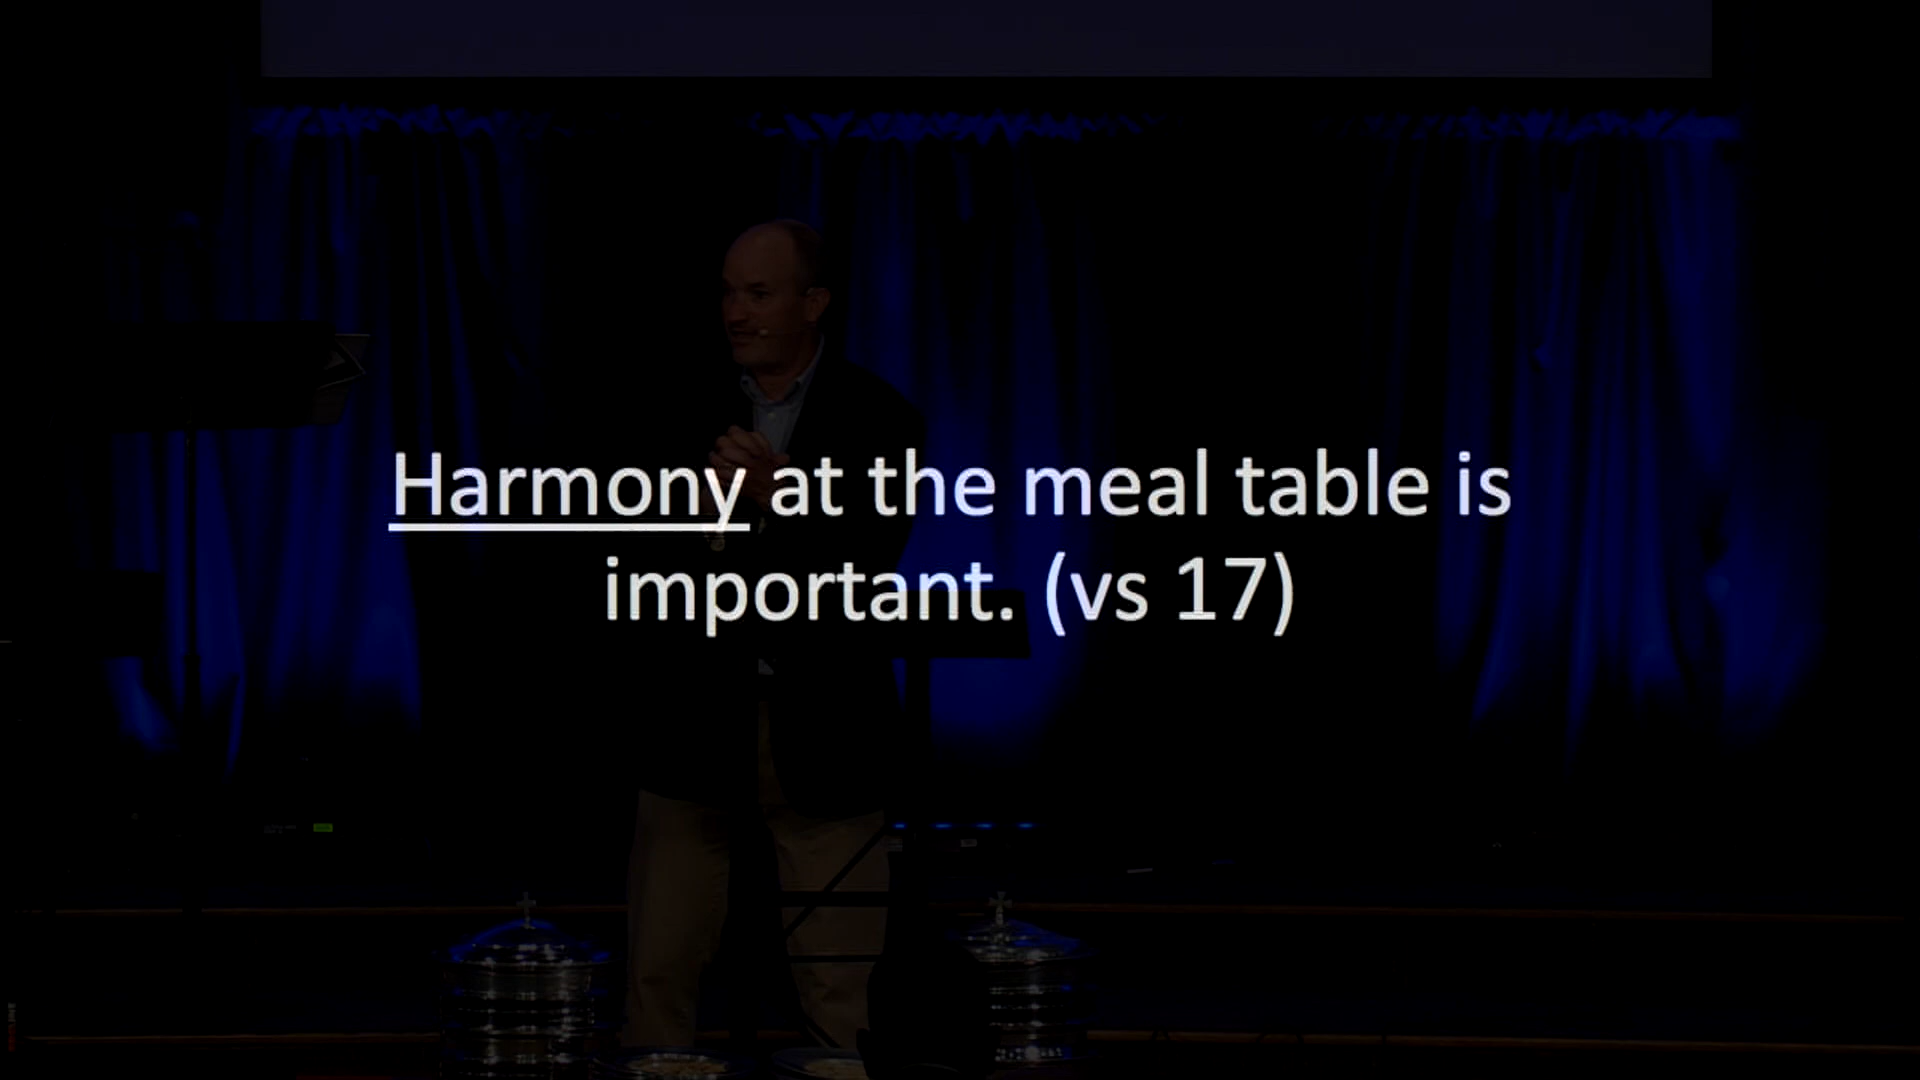 Harmony at the meal table is
important. (vs 17)